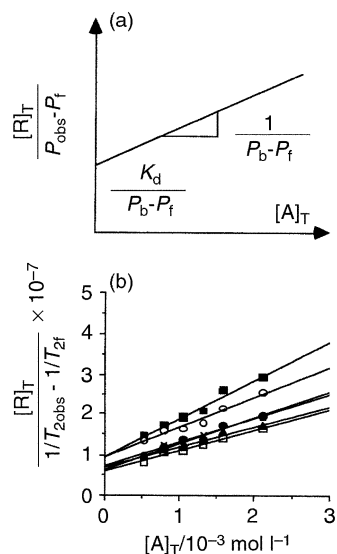 (a)
[R]T
Pobs-Pf
1
Pb-Pf
Kd
Pb-Pf
[A]T
(b)
[R]T
1/T2obs - 1/T2f
× 10⁻⁷
5
4
3
2
1
0
0 1 2 3
[A]T/10⁻³ mol l⁻¹